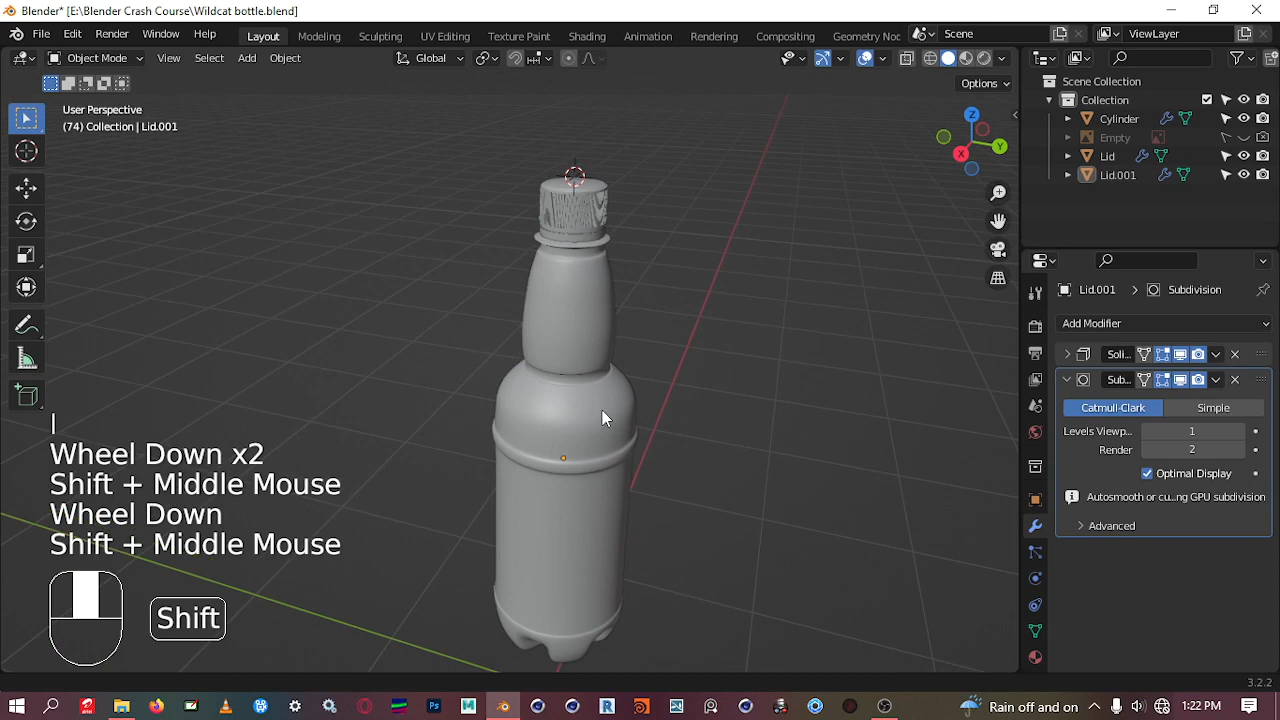 Blender* [E:\Blender Crash Course\Wildcat bottle.blend]
File Edit Render Window Help Layout Modeling Sculpting UV Editing Texture Paint Shading Animation Rendering Compositing Geometry Noc Scene ViewLayer
Object Mode View Select Add Object Global
Options
User Perspective
(74) Collection | Lid.001
Z
Y
X
Scene Collection
Collection
Cylinder
Empty
Lid
Lid.001
Lid.001 > Subdivision
Add Modifier
Soli...
Sub...
Catmull-Clark Simple
Levels Viewp... 1
Render 2
Optimal Display
Autosmooth or cu...ng GPU subdivision
Advanced
Wheel Down x2
Shift + Middle Mouse
Wheel Down
Shift + Middle Mouse
Shift
3.2.2
Rain off and on 1:22 PM